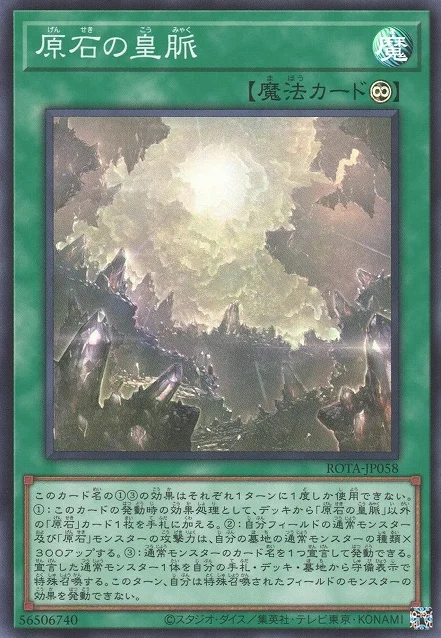 原石の皇脈
【魔法カード】
ROTA-JP058
このカード名の①③の効果はそれぞれ1ターンに1度しか使用できない。
①:このカードの発動時の効果処理として、デッキから「原石の皇脈」以外
の「原石」カード1枚を手札に加える。②:自分フィールドの通常モンスター
及び「原石」モンスターの攻撃力は、自分の墓地の通常モンスターの種類×
300アップする。③:通常モンスターのカード名を1つ宣言して発動できる。
宣言した通常モンスター1体を自分の手札・デッキ・墓地から守備表示で
特殊召喚する。このターン、自分は特殊召喚されたフィールドのモンスター
の効果を発動できない。
56506740
©スタジオ・ダイス/集英社・テレビ東京・KONAMI